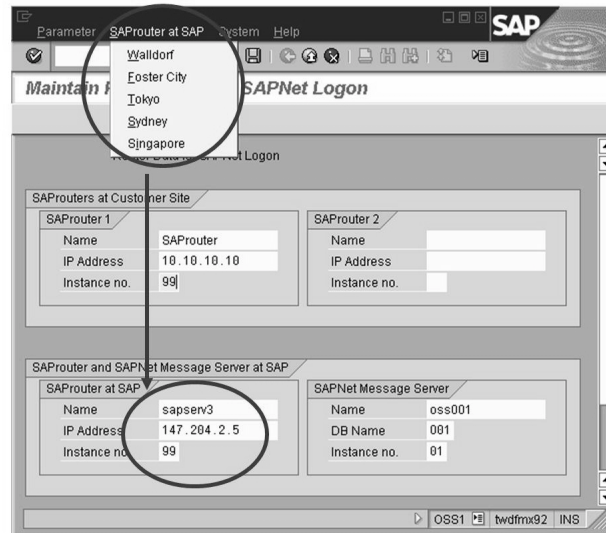 Parameter SAProuter at SAP System Help
SAP
Walldorf
Foster City
Tokyo
Sydney
Singapore
Maintain SAPNet Logon
SAPNet Logon
SAProuters at Customer Site
SAProuter 1 SAProuter 2
Name SAProuter Name
IP Address 10.10.10.10 IP Address
Instance no. 99 Instance no.
SAProuter and SAPNet Message Server at SAP
SAProuter at SAP SAPNet Message Server
Name sapserv3 Name oss001
IP Address 147.204.2.5 DB Name 001
Instance no 99 Instance no. 01
OSS1 twdfmx92 INS